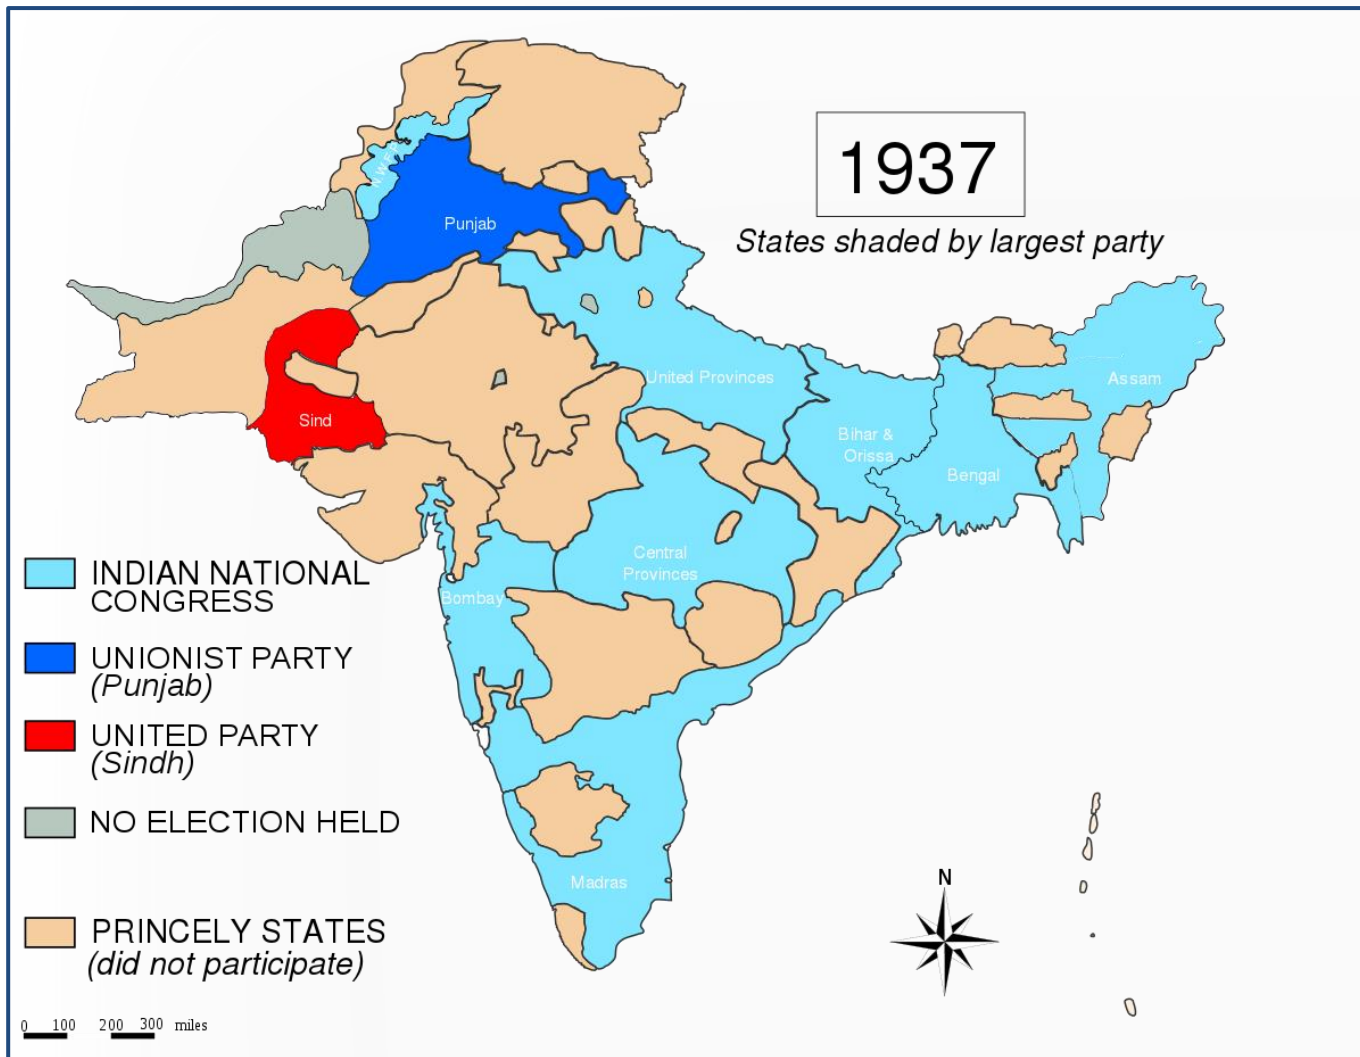 1937
States shaded by largest party
N.W.F.P
Punjab
Sind
United Provinces
Assam
Bihar &
Orissa
Bengal
Central
Provinces
Bombay
Madras
INDIAN NATIONAL
CONGRESS
UNIONIST PARTY
(Punjab)
UNITED PARTY
(Sindh)
NO ELECTION HELD
PRINCELY STATES
(did not participate)
N
0 100 200 300 miles